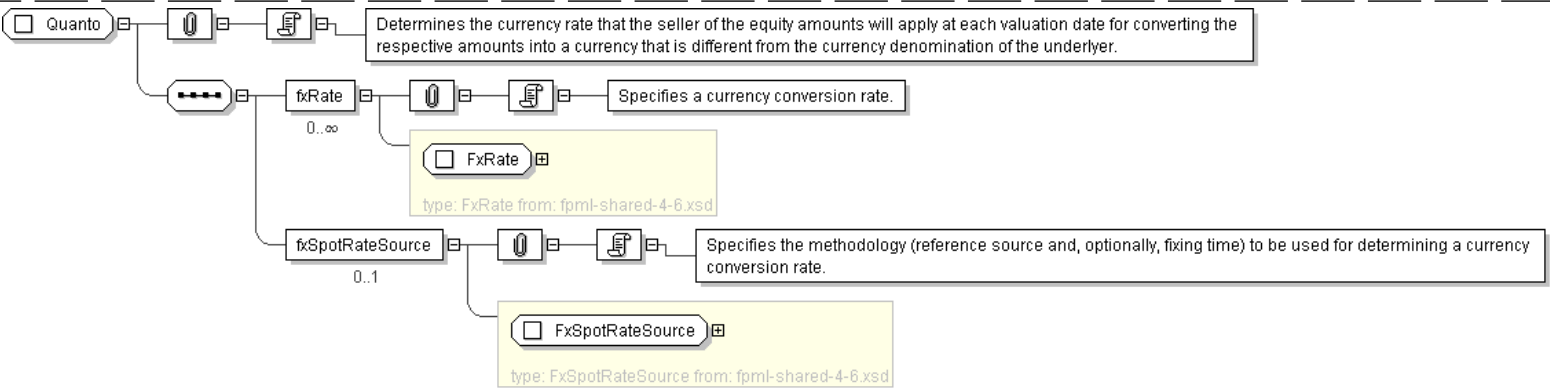 Quanto
Determines the currency rate that the seller of the equity amounts will apply at each valuation date for converting the
respective amounts into a currency that is different from the currency denomination of the underlyer.
fxRate
Specifies a currency conversion rate.
0..∞
FxRate
type: FxRate from: fpml-shared-4-6.xsd
fxSpotRateSource
Specifies the methodology (reference source and, optionally, fixing time) to be used for determining a currency
conversion rate.
0..1
FxSpotRateSource
type: FxSpotRateSource from: fpml-shared-4-6.xsd